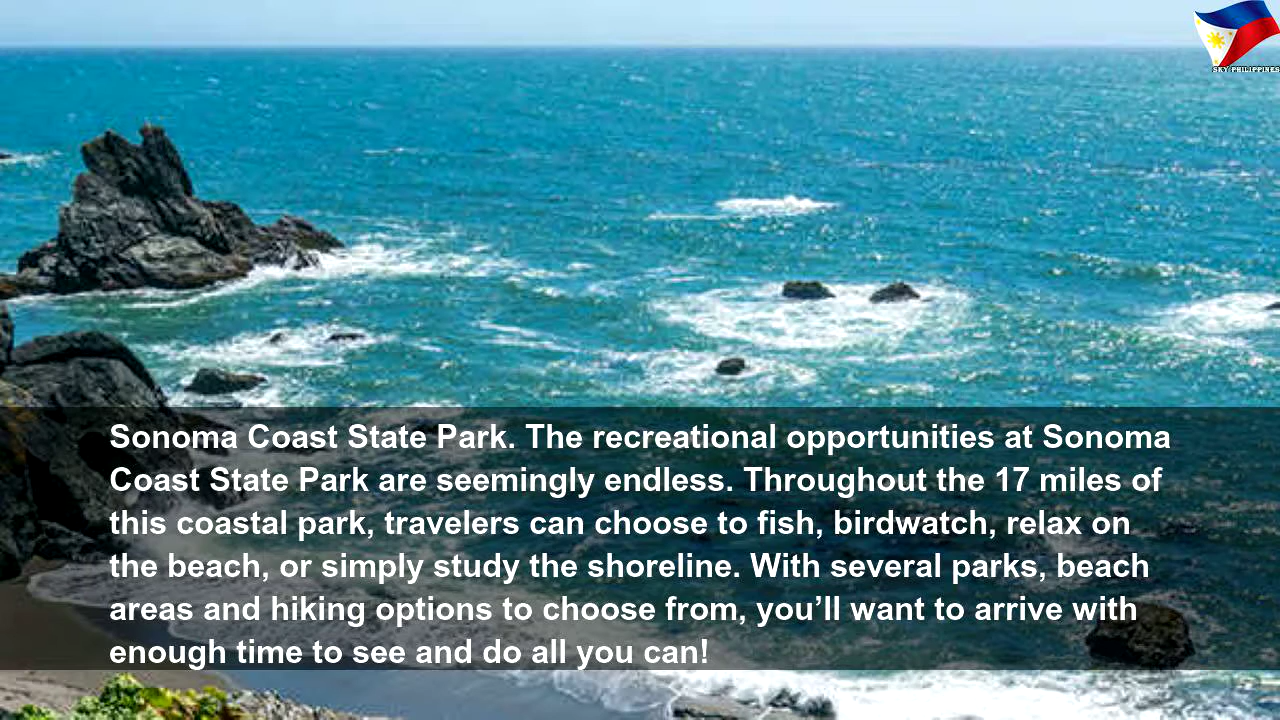 SKY PHILIPPINES
Sonoma Coast State Park. The recreational opportunities at Sonoma
Coast State Park are seemingly endless. Throughout the 17 miles of
this coastal park, travelers can choose to fish, birdwatch, relax on
the beach, or simply study the shoreline. With several parks, beach
areas and hiking options to choose from, you’ll want to arrive with
enough time to see and do all you can!